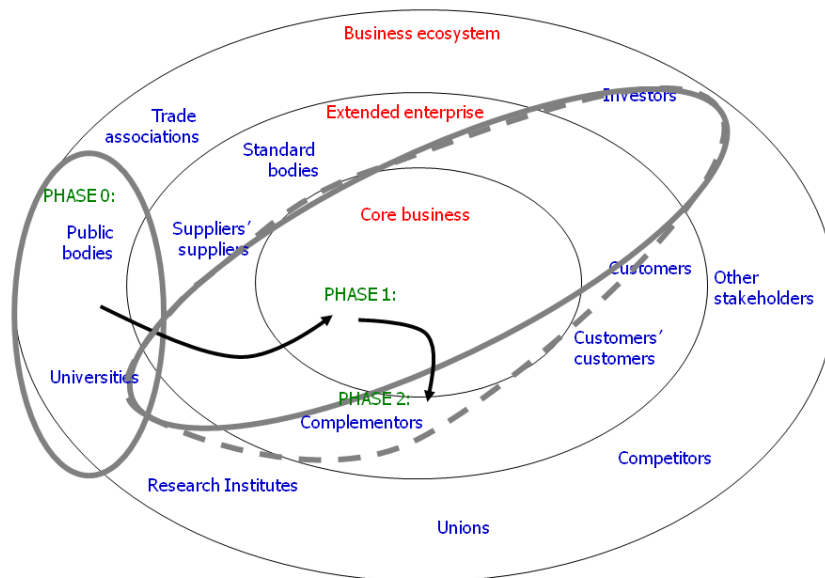 Business ecosystem
Investors
Trade
associations
Extended enterprise
Standard
bodies
PHASE 0:
Core business
Suppliers’
suppliers
Public
bodies
Customers
Other
stakeholders
PHASE 1:
Customers’
customers
Universities
PHASE 2:
Complementors
Competitors
Research Institutes
Unions